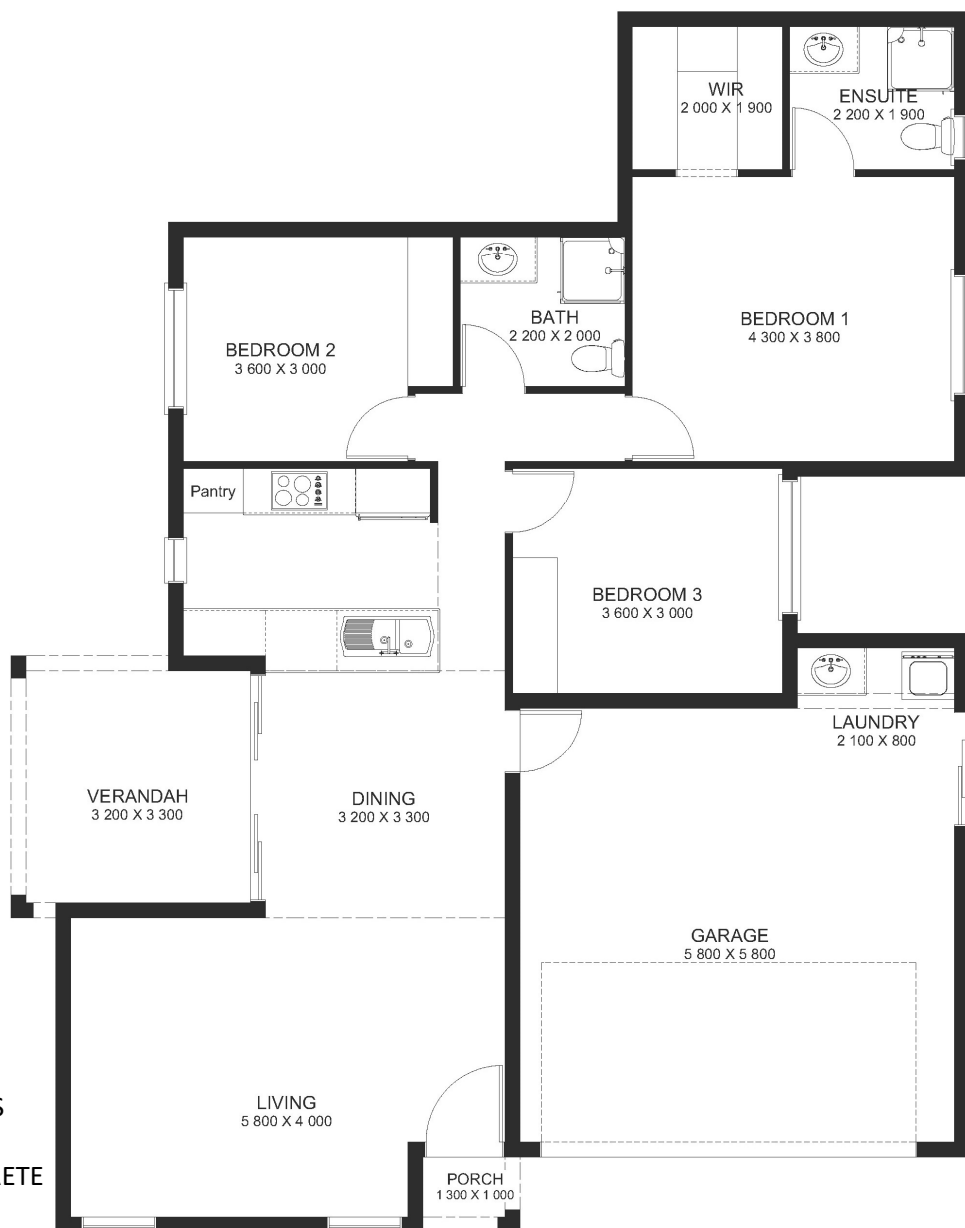 WIR
2 000 X 1 900
ENSUITE
2 200 X 1 900
BATH
2 200 X 2 000
BEDROOM 1
4 300 X 3 800
BEDROOM 2
3 600 X 3 000
Pantry
BEDROOM 3
3 600 X 3 000
LAUNDRY
2 100 X 800
VERANDAH
3 200 X 3 300
DINING
3 200 X 3 300
GARAGE
5 800 X 5 800
LIVING
5 800 X 4 000
S
ETE
PORCH
1 300 X 1 000